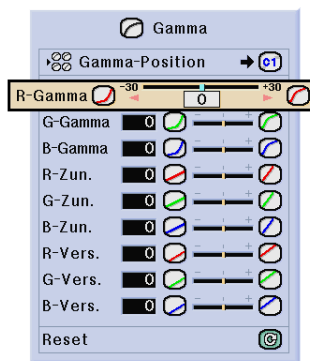 Gamma
Gamma-Position C1
R-Gamma -30 0 +30
G-Gamma 0 - +
B-Gamma 0 - +
R-Zun. 0 - +
G-Zun. 0 - +
B-Zun. 0 - +
R-Vers. 0 - +
G-Vers. 0 - +
B-Vers. 0 - +
Reset